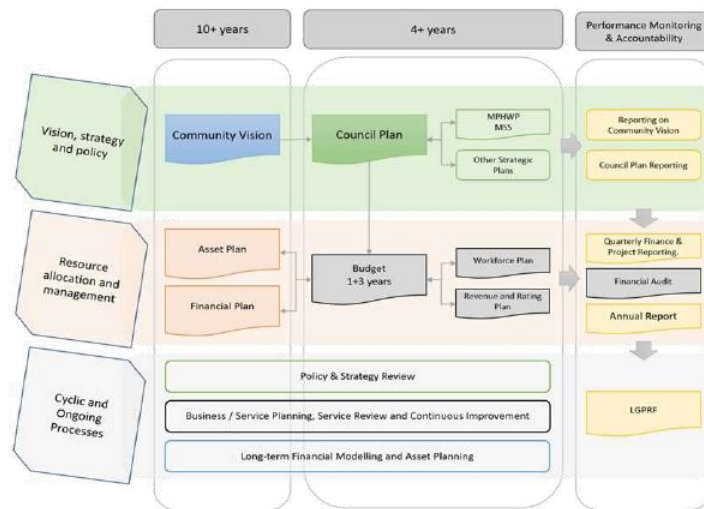 10+ years
4+ years
Performance Monitoring
& Accountability
Vision, strategy
and policy
Community Vision
Council Plan
MPHWP
MSS
Other Strategic
Plans
Reporting on
Community Vision
Council Plan Reporting
Resource
allocation and
management
Asset Plan
Financial Plan
Budget
1+3 years
Workforce Plan
Revenue and Rating
Plan
Quarterly Finance &
Project Reporting.
Financial Audit
Annual Report
Cyclic and
Ongoing
Processes
Policy & Strategy Review
Business / Service Planning, Service Review and Continuous Improvement
Long-term Financial Modelling and Asset Planning
LGPRF